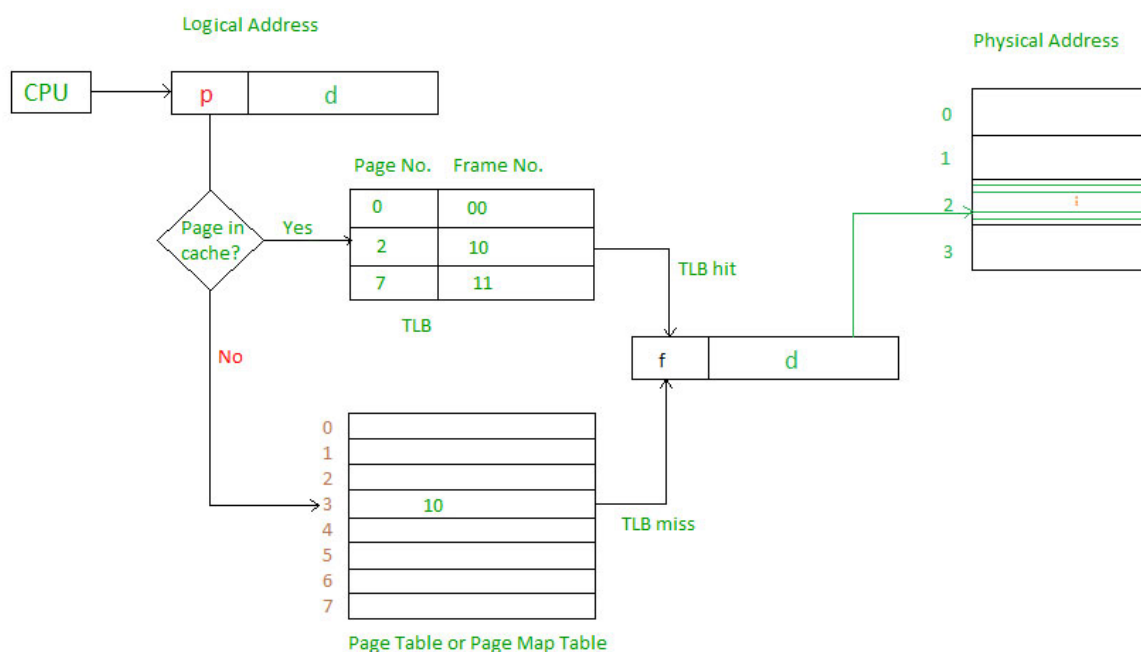 Logical Address
Physical Address
CPU
p
d
0
1
2
3
Page No.
Frame No.
0
00
2
10
7
11
TLB
Page in
cache?
Yes
No
TLB hit
f
d
0
1
2
3
10
4
5
6
7
TLB miss
Page Table or Page Map Table